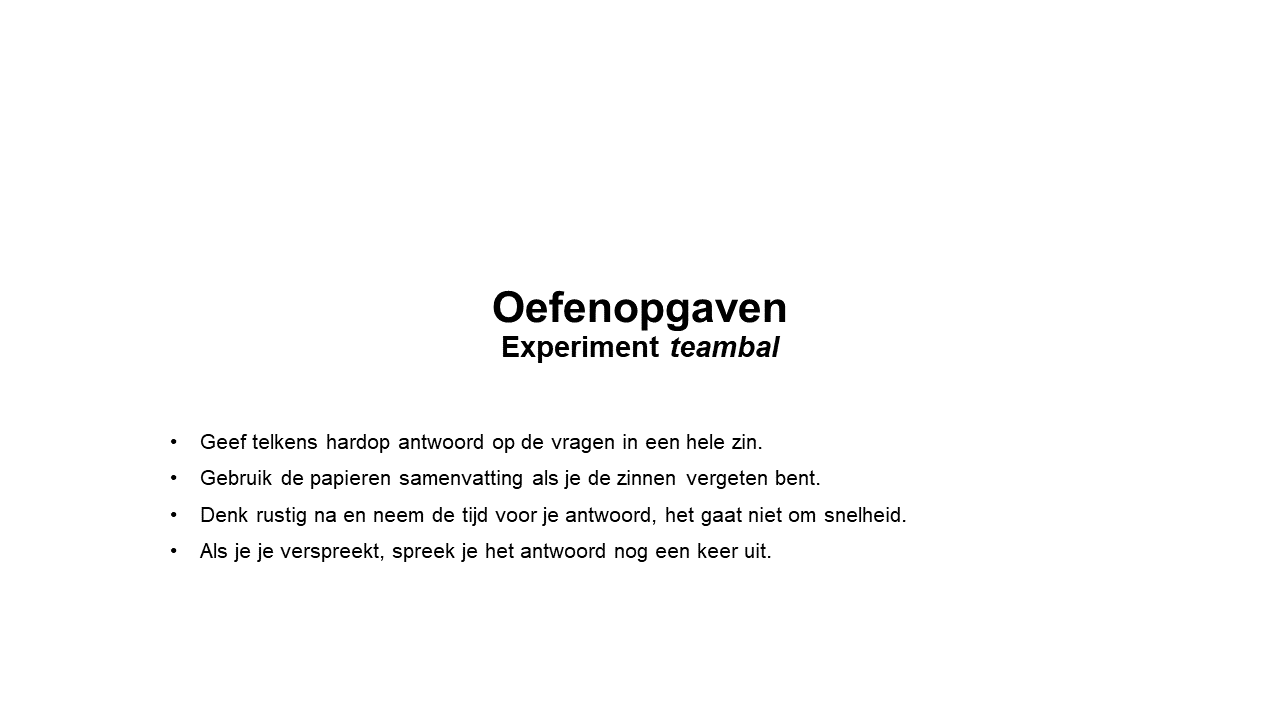 Oefenopgaven
Experiment teambal
• Geef telkens hardop antwoord op de vragen in een hele zin.
• Gebruik de papieren samenvatting als je de zinnen vergeten bent.
• Denk rustig na en neem de tijd voor je antwoord, het gaat niet om snelheid.
• Als je je verspreekt, spreek je het antwoord nog een keer uit.